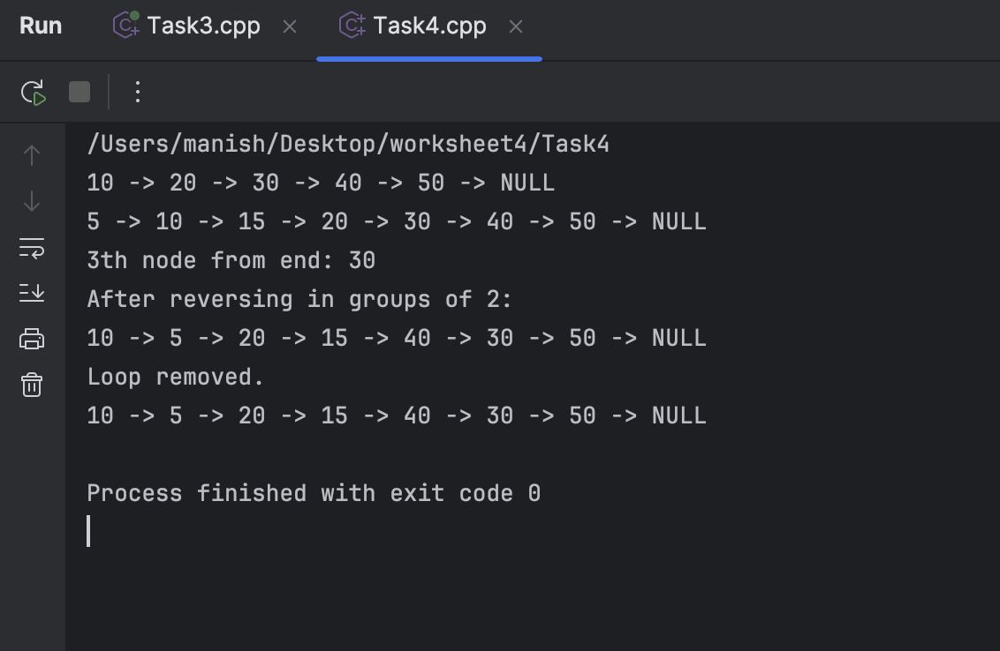 Run Task3.cpp Task4.cpp
/Users/manish/Desktop/worksheet4/Task4
10 -> 20 -> 30 -> 40 -> 50 -> NULL
5 -> 10 -> 15 -> 20 -> 30 -> 40 -> 50 -> NULL
3th node from end: 30
After reversing in groups of 2:
10 -> 5 -> 20 -> 15 -> 40 -> 30 -> 50 -> NULL
Loop removed.
10 -> 5 -> 20 -> 15 -> 40 -> 30 -> 50 -> NULL
Process finished with exit code 0